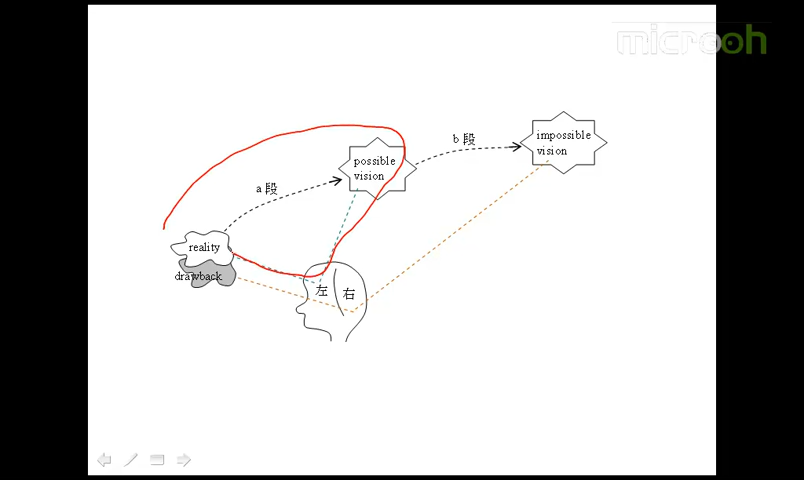 microoh
impossible
vision
b 段
possible
vision
a 段
reality
drawback
左
右